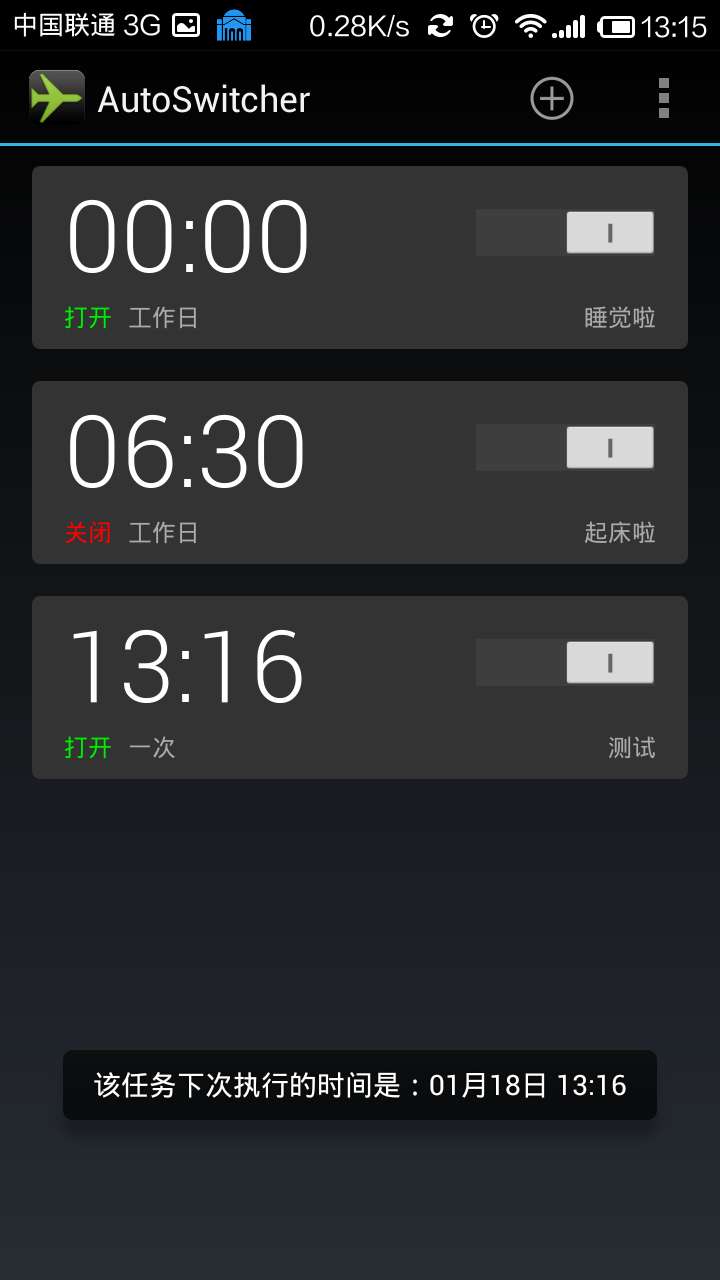 中国联通 3G 0.28K/s 13:15
AutoSwitcher
00:00
打开 工作日 睡觉啦
06:30
关闭 工作日 起床啦
13:16
打开 一次 测试
该任务下次执行的时间是：01月18日 13:16